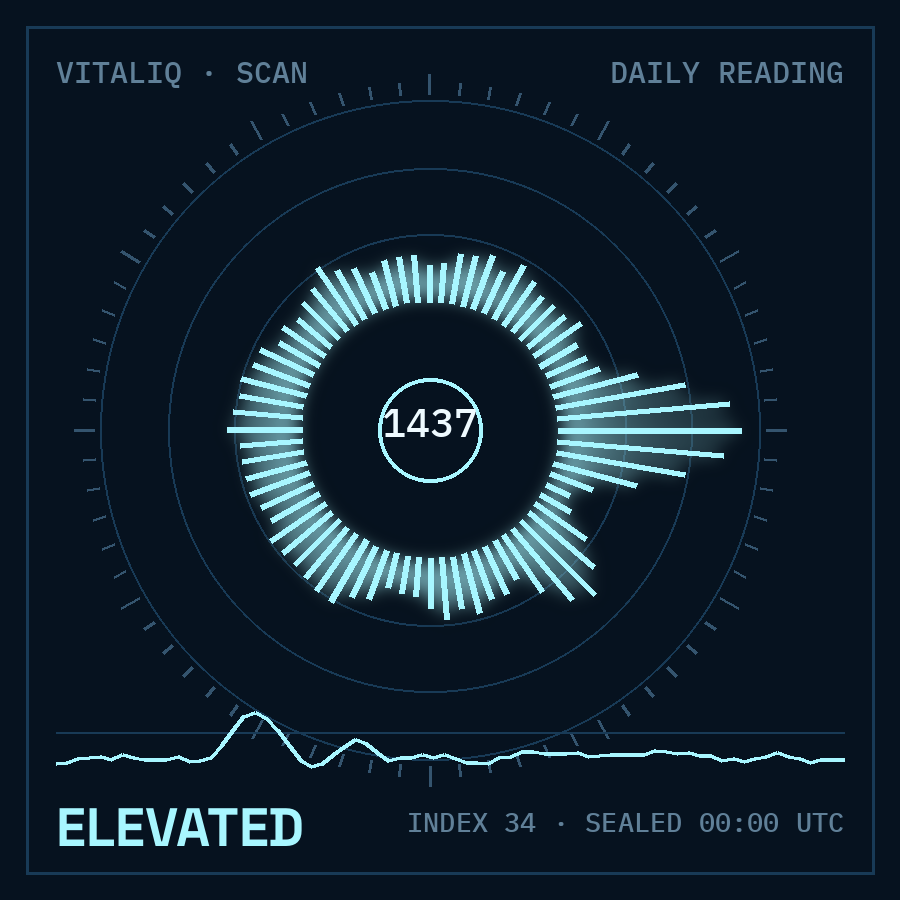 VITALIQ · SCAN
DAILY READING
1437
ELEVATED
INDEX 34 · SEALED 00:00 UTC